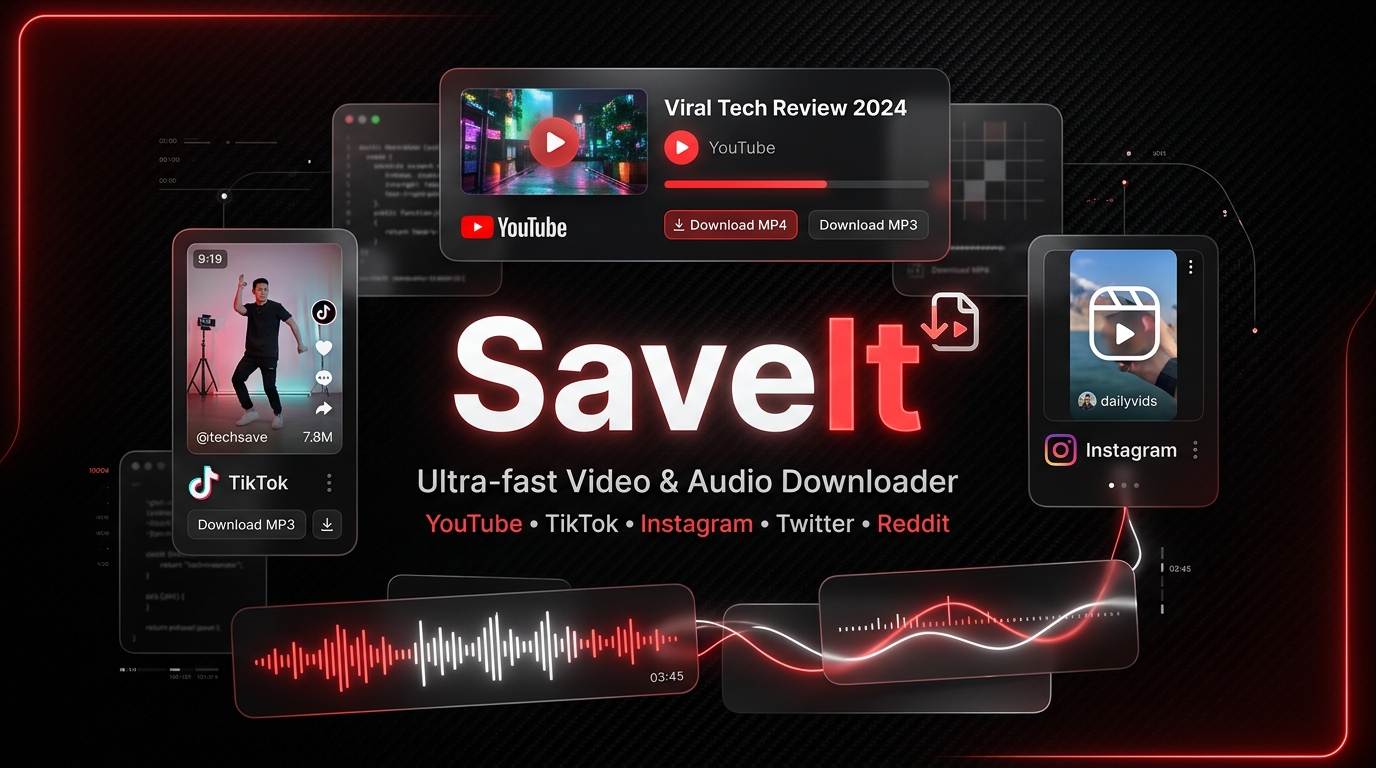 Viral Tech Review 2024
YouTube
YouTube
Download MP4
Download MP3
9:19
@techsave
7.8M
TikTok
Download MP3
SaveIt
Ultra-fast Video & Audio Downloader
YouTube • TikTok • Instagram • Twitter • Reddit
dailyvids
Instagram
03:45
02:45